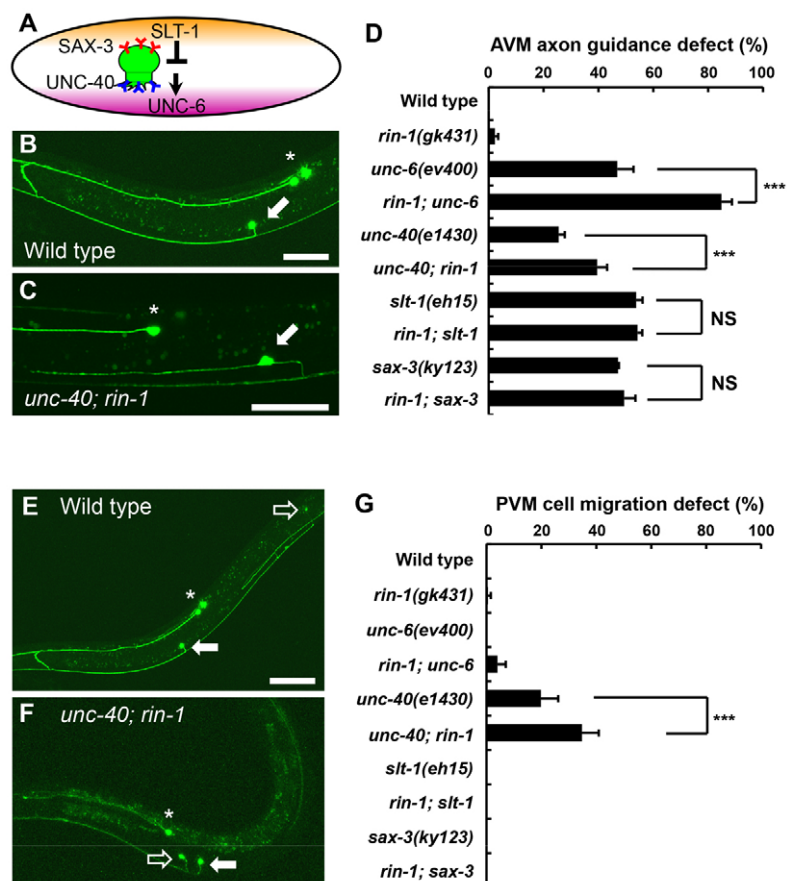 A
SLT-1
SAX-3
UNC-40
UNC-6
B
*
Wild type
C
*
unc-40; rin-1
D
AVM axon guidance defect (%)
0 20 40 60 80 100
Wild type
rin-1(gk431)
unc-6(ev400)
rin-1; unc-6
***
unc-40(e1430)
unc-40; rin-1
***
slt-1(eh15)
rin-1; slt-1
NS
sax-3(ky123)
rin-1; sax-3
NS
E Wild type
*
F unc-40; rin-1
*
G
PVM cell migration defect (%)
0 20 40 60 80 100
Wild type
rin-1(gk431)
unc-6(ev400)
rin-1; unc-6
unc-40(e1430)
unc-40; rin-1
***
slt-1(eh15)
rin-1; slt-1
sax-3(ky123)
rin-1; sax-3